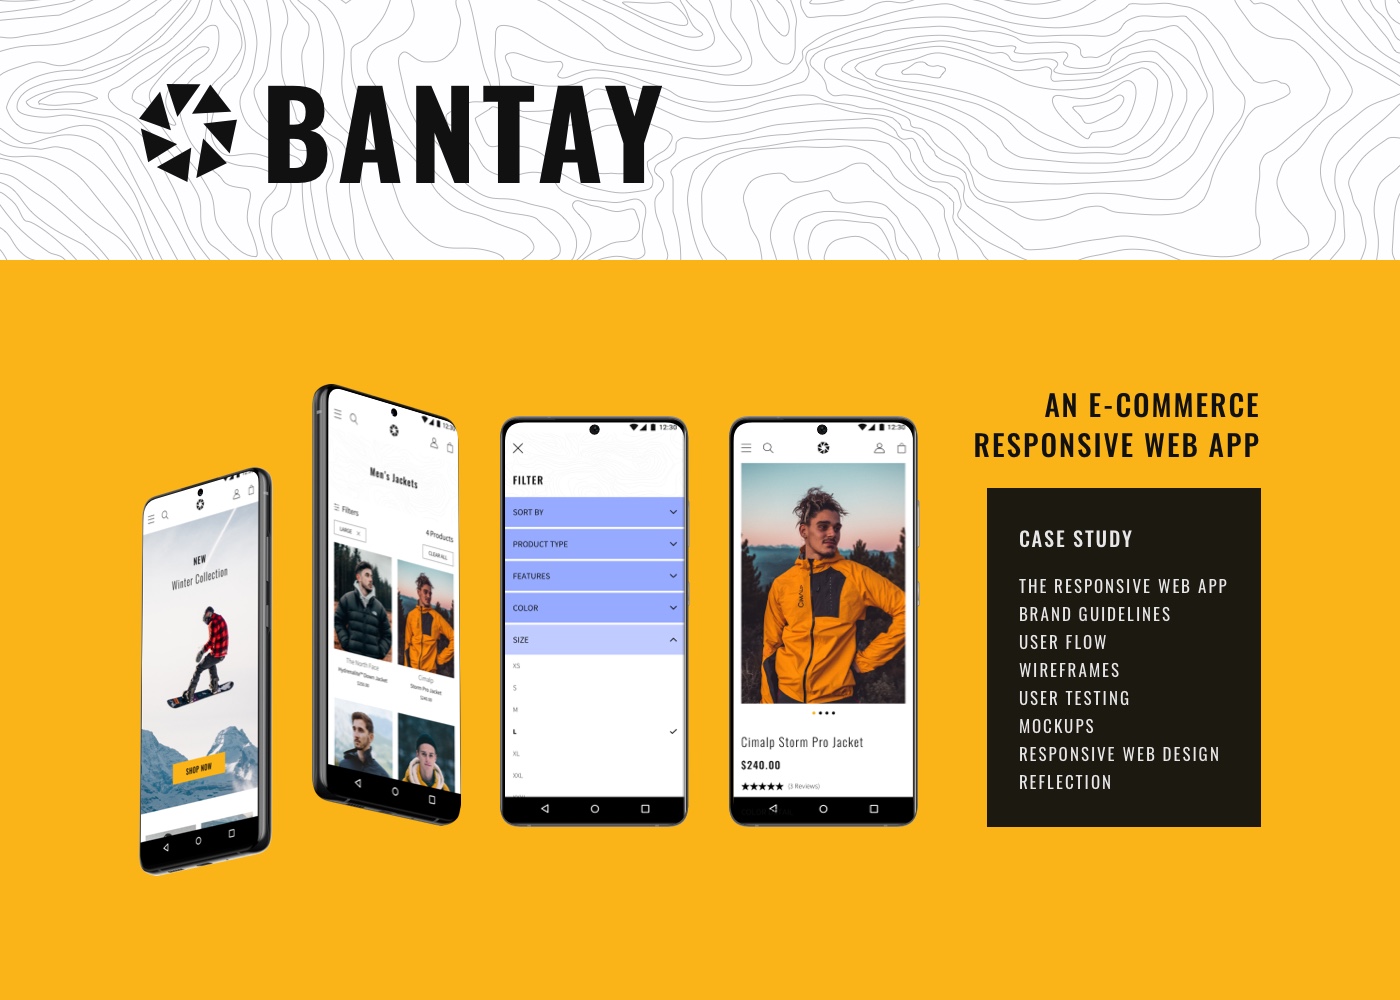 BANTAY
AN E-COMMERCE
RESPONSIVE WEB APP
CASE STUDY
THE RESPONSIVE WEB APP
BRAND GUIDELINES
USER FLOW
WIREFRAMES
USER TESTING
MOCKUPS
RESPONSIVE WEB DESIGN
REFLECTION
NEW
Winter Collection
SHOP NOW
12:30
Men's Jackets
Filters
LARGE
4 Products
CLEAR ALL
The North Face
Hydrenalite™ Down Jacket
Cimalp
Storm Pro Jacket
$240.00
12:30
FILTER
SORT BY
PRODUCT TYPE
FEATURES
COLOR
SIZE
XS
S
M
L
XL
XXL
12:30
Cimalp Storm Pro Jacket
$240.00
★★★★★ (3 Reviews)